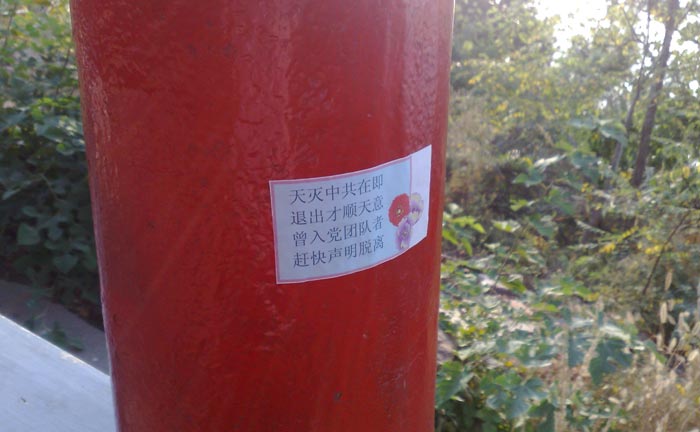 天灭中共在即
退出才顺天意
曾入党团队者
赶快声明脱离